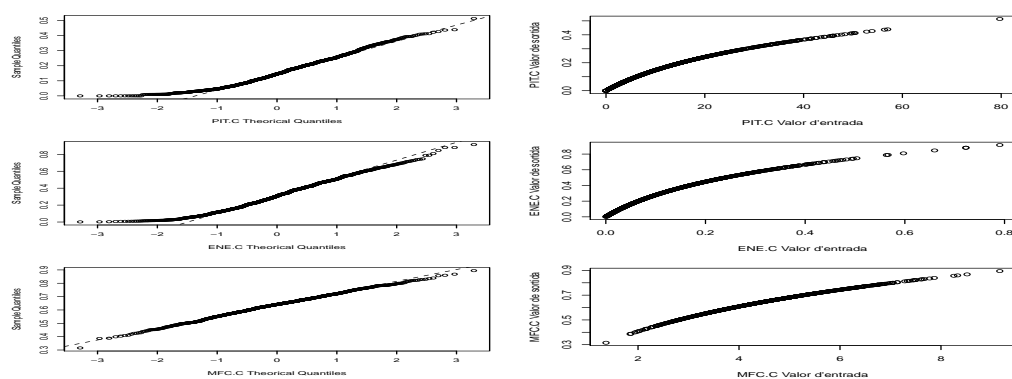 Sample Quantiles
0.0 0.1 0.2 0.3 0.4 0.5
−3 −2 −1 0 1 2 3
PIT.C Theorical Quantiles
PIT.C Valor de sortida
0.0 0.2 0.4
0 20 40 60 80
PIT.C Valor d'entrada
Sample Quantiles
0.0 0.2 0.4 0.6 0.8
−3 −2 −1 0 1 2 3
ENE.C Theorical Quantiles
ENE.C Valor de sortida
0.0 0.2 0.4 0.6 0.8
0.0 0.2 0.4 0.6 0.8
ENE.C Valor d'entrada
Sample Quantiles
0.3 0.4 0.5 0.6 0.7 0.8 0.9
−3 −2 −1 0 1 2 3
MFC.C Theorical Quantiles
MFC.C Valor de sortida
0.3 0.5 0.7 0.9
2 4 6 8
MFC.C Valor d'entrada